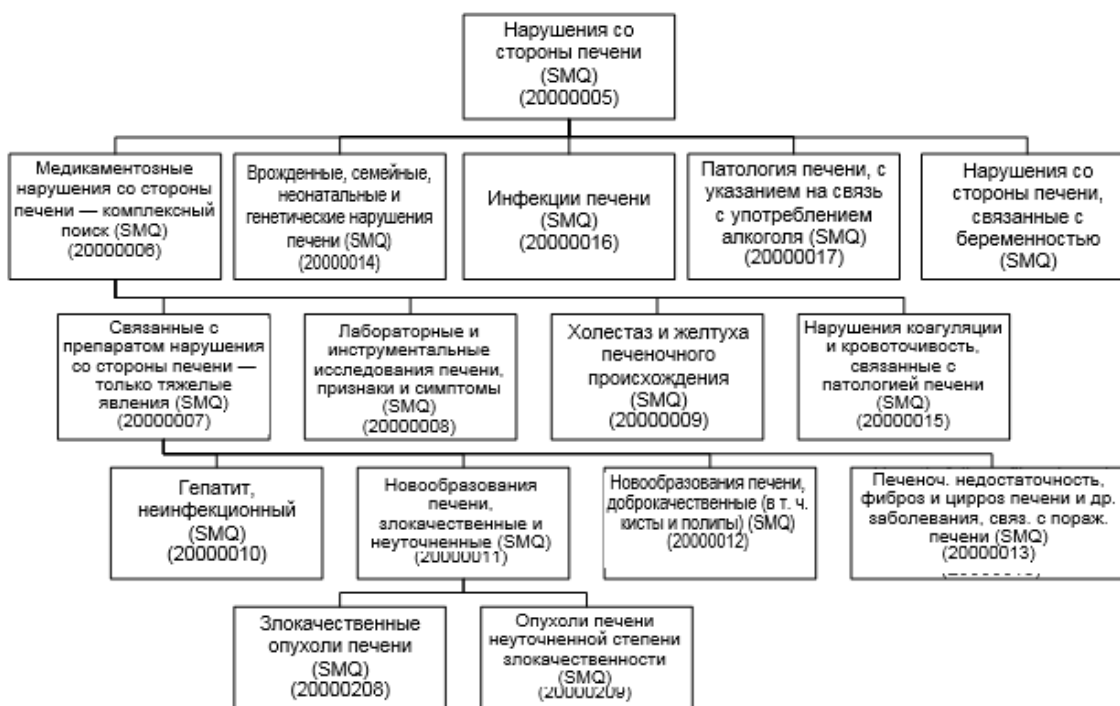 Нарушения со
стороны печени
(SMQ)
(20000005)
Медикаментозные
нарушения со стороны
печени — комплексный
поиск (SMQ)
(20000006)
Врожденные, семейные,
неонатальные и
генетические нарушения
печени (SMQ)
(20000014)
Инфекции печени
(SMQ)
(20000016)
Патология печени, с
указанием на связь
с употреблением
алкоголя (SMQ)
(20000017)
Нарушения со
стороны печени,
связанные с
беременностью
(SMQ)
Связанные с
препаратом нарушения
со стороны печени —
только тяжелые
явления (SMQ)
(20000007)
Лабораторные и
инструментальные
исследования печени,
признаки и симптомы
(SMQ)
(20000008)
Холестаз и желтуха
печеночного
происхождения
(SMQ)
(20000009)
Нарушения коагуляции
и кровоточивость,
связанные с
патологией печени
(SMQ)
(20000015)
Гепатит,
неинфекционный
(SMQ)
(20000010)
Новообразования
печени,
злокачественные и
неуточненные (SMQ)
(20000011)
Новообразования печени,
доброкачественные (в т. ч.
кисты и полипы) (SMQ)
(20000012)
Печеноч. недостаточность,
фиброз и цирроз печени и др.
заболевания, связ. с пораж.
печени (SMQ)
(20000013)
Злокачественные
опухоли печени
(SMQ)
(20000208)
Опухоли печени
неуточненной степени
злокачественности
(SMQ)
(20000209)